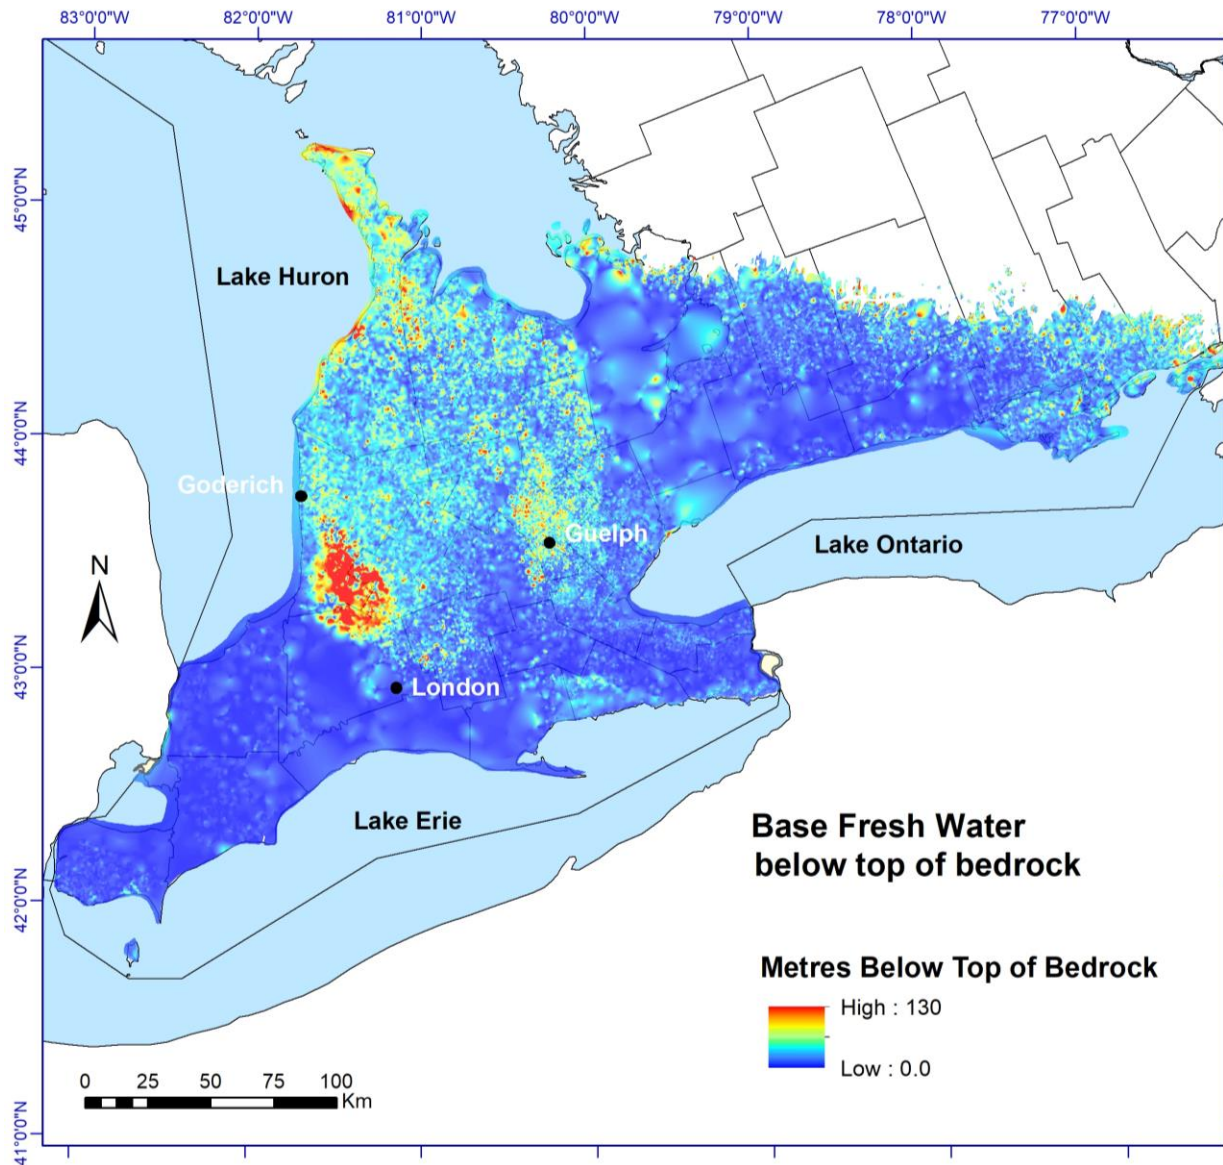 83°0'0"W 82°0'0"W 81°0'0"W 80°0'0"W 79°0'0"W 78°0'0"W 77°0'0"W
45°0'0"N
Lake Huron
44°0'0"N
Goderich
Guelph
Lake Ontario
N
43°0'0"N
London
Lake Erie
Base Fresh Water
below top of bedrock
42°0'0"N
Metres Below Top of Bedrock
High : 130
Low : 0.0
0 25 50 75 100
Km
41°0'0"N